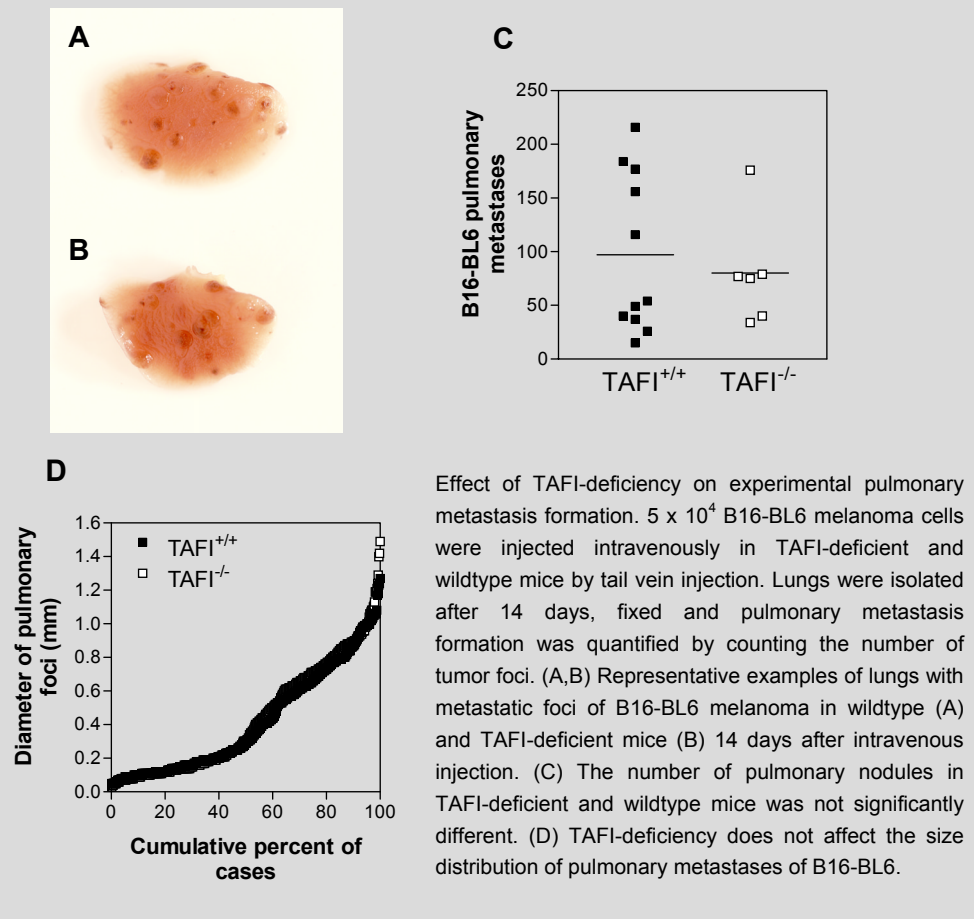 A
B
C
B16-BL6 pulmonary
metastases
250
200
150
100
50
0
TAFI+/+ TAFI-/-
D
Diameter of pulmonary
foci (mm)
1.6
1.4
1.2
1.0
0.8
0.6
0.4
0.2
0.0
TAFI+/+
TAFI-/-
0 20 40 60 80 100
Cumulative percent of
cases
Effect of TAFI-deficiency on experimental pulmonary
metastasis formation. 5 x 10⁴ B16-BL6 melanoma cells
were injected intravenously in TAFI-deficient and
wildtype mice by tail vein injection. Lungs were isolated
after 14 days, fixed and pulmonary metastasis
formation was quantified by counting the number of
tumor foci. (A,B) Representative examples of lungs with
metastatic foci of B16-BL6 melanoma in wildtype (A)
and TAFI-deficient mice (B) 14 days after intravenous
injection. (C) The number of pulmonary nodules in
TAFI-deficient and wildtype mice was not significantly
different. (D) TAFI-deficiency does not affect the size
distribution of pulmonary metastases of B16-BL6.